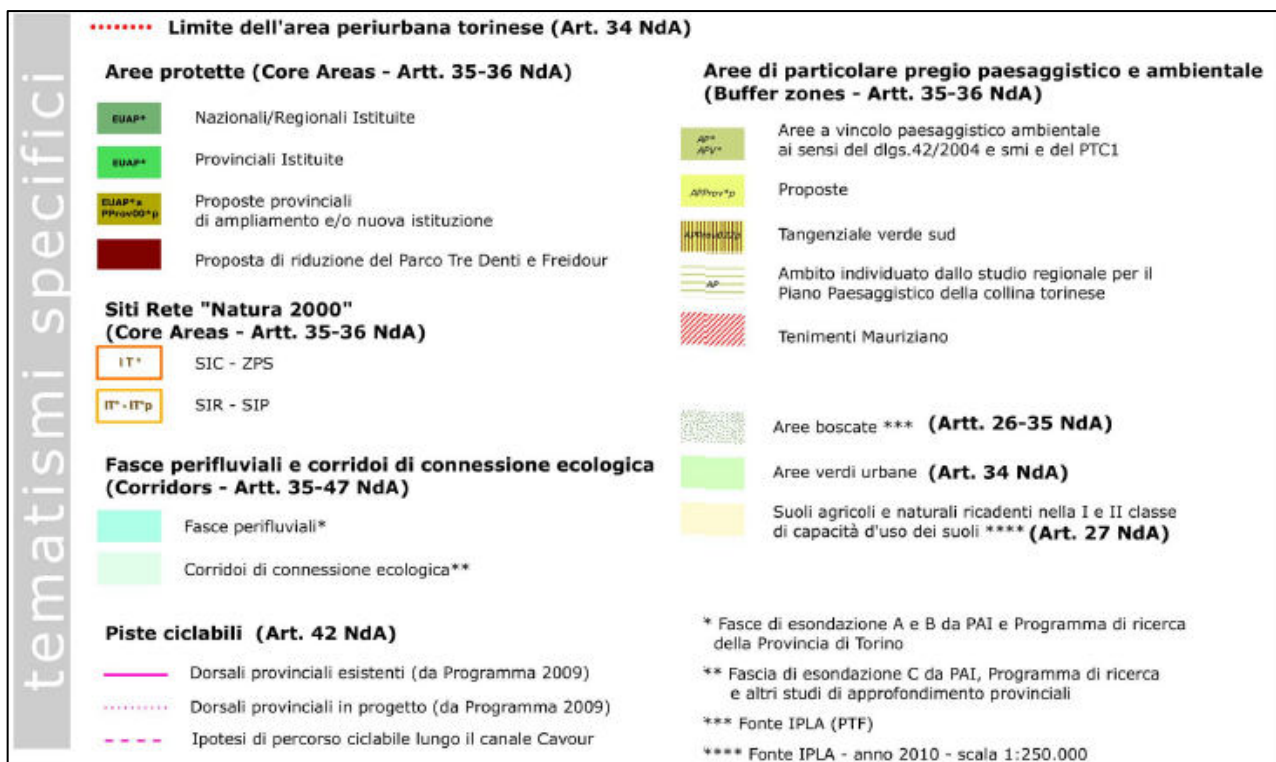 tematismi specifici
Limite dell'area periurbana torinese (Art. 34 NdA)
Aree protette (Core Areas - Artt. 35-36 NdA)
EUAP*
Nazionali/Regionali Istituite
EUAP*
Provinciali Istituite
EUAP*a
PProv00*p
Proposte provinciali
di ampliamento e/o nuova istituzione
Proposta di riduzione del Parco Tre Denti e Freidour
Siti Rete "Natura 2000"
(Core Areas - Artt. 35-36 NdA)
IT*
SIC - ZPS
IT* - IT*p
SIR - SIP
Fasce perifluviali e corridoi di connessione ecologica
(Corridors - Artt. 35-47 NdA)
Fasce perifluviali*
Corridoi di connessione ecologica**
Piste ciclabili (Art. 42 NdA)
Dorsali provinciali esistenti (da Programma 2009)
Dorsali provinciali in progetto (da Programma 2009)
Ipotesi di percorso ciclabile lungo il canale Cavour
Aree di particolare pregio paesaggistico e ambientale
(Buffer zones - Artt. 35-36 NdA)
AP*
APV*
Aree a vincolo paesaggistico ambientale
ai sensi del dlgs.42/2004 e smi e del PTC1
APProv*p
Proposte
Tangenziale verde sud
AP
Ambito individuato dallo studio regionale per il
Piano Paesaggistico della collina torinese
Tenimenti Mauriziano
Aree boscate *** (Artt. 26-35 NdA)
Aree verdi urbane (Art. 34 NdA)
Suoli agricoli e naturali ricadenti nella I e II classe
di capacità d'uso dei suoli **** (Art. 27 NdA)
* Fasce di esondazione A e B da PAI e Programma di ricerca
della Provincia di Torino
** Fascia di esondazione C da PAI, Programma di ricerca
e altri studi di approfondimento provinciali
*** Fonte IPLA (PTF)
**** Fonte IPLA - anno 2010 - scala 1:250.000